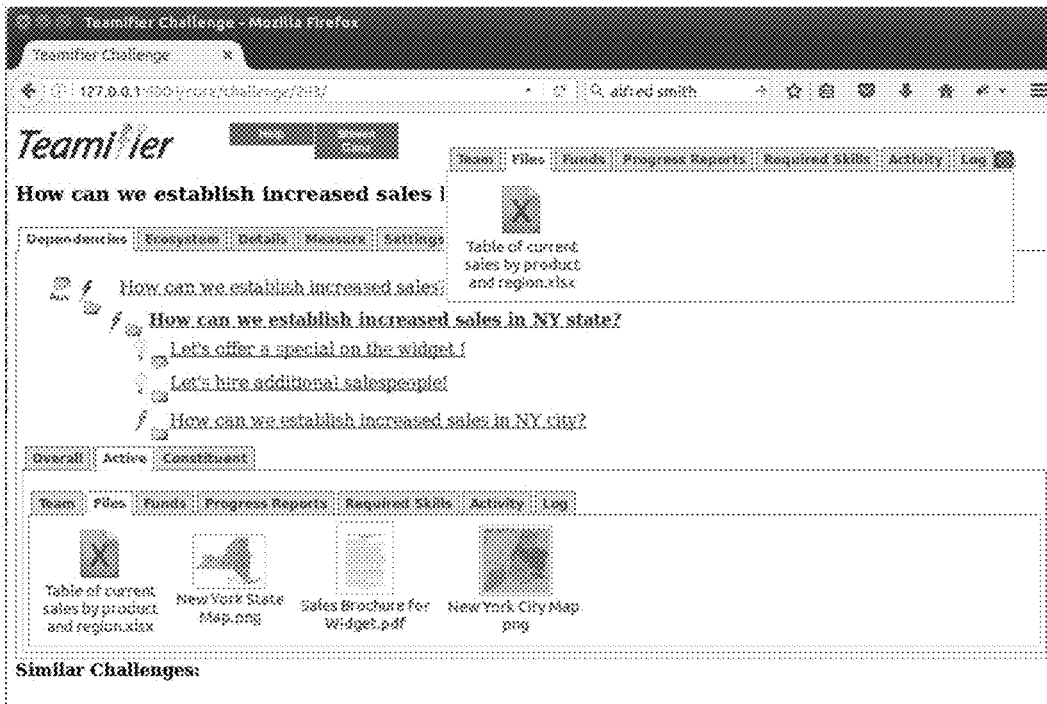 Teamifier Challenge - Mozilla Firefox
Teamifier Challenge
127.0.0.1
alfred smith
Teamifier
Team Files Funds Progress Reports Required Skills Activity Log
How can we establish increased sales
Table of current
sales by product
and region.xlsx
Dependencies Ecosystem Details Measure Settings
How can we establish increased sales?
How can we establish increased sales in NY state?
Let's offer a special on the widget!
Let's hire additional salespeople!
How can we establish increased sales in NY city?
Overall Active Constituent
Team Files Funds Progress Reports Required Skills Activity Log
Table of current
sales by product
and region.xlsx
New York State
Map.png
Sales Brochure for
Widget.pdf
New York City Map
png
Similar Challenges: